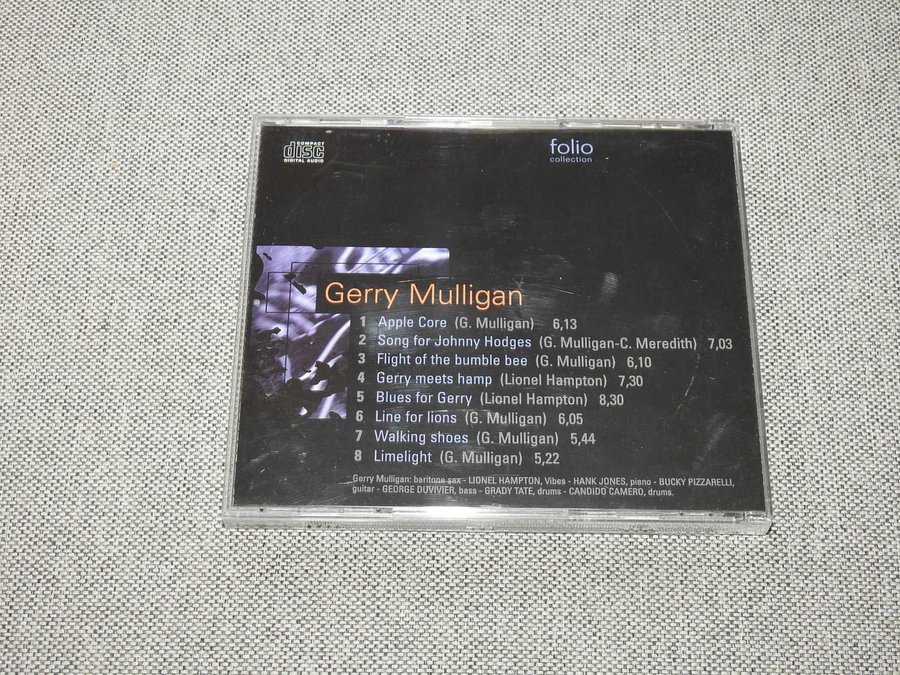 COMPACT
disc
DIGITAL AUDIO
folio
collection
Gerry Mulligan
1 Apple Core (G. Mulligan) 6,13
2 Song for Johnny Hodges (G. Mulligan-C. Meredith) 7,03
3 Flight of the bumble bee (G. Mulligan) 6,10
4 Gerry meets hamp (Lionel Hampton) 7,30
5 Blues for Gerry (Lionel Hampton) 8,30
6 Line for lions (G. Mulligan) 6,05
7 Walking shoes (G. Mulligan) 5,44
8 Limelight (G. Mulligan) 5,22
Gerry Mulligan: baritone sax - LIONEL HAMPTON, Vibes - HANK JONES, piano - BUCKY PIZZARELLI,
guitar - GEORGE DUVIVIER, bass - GRADY TATE, drums - CANDIDO CAMERO, drums.